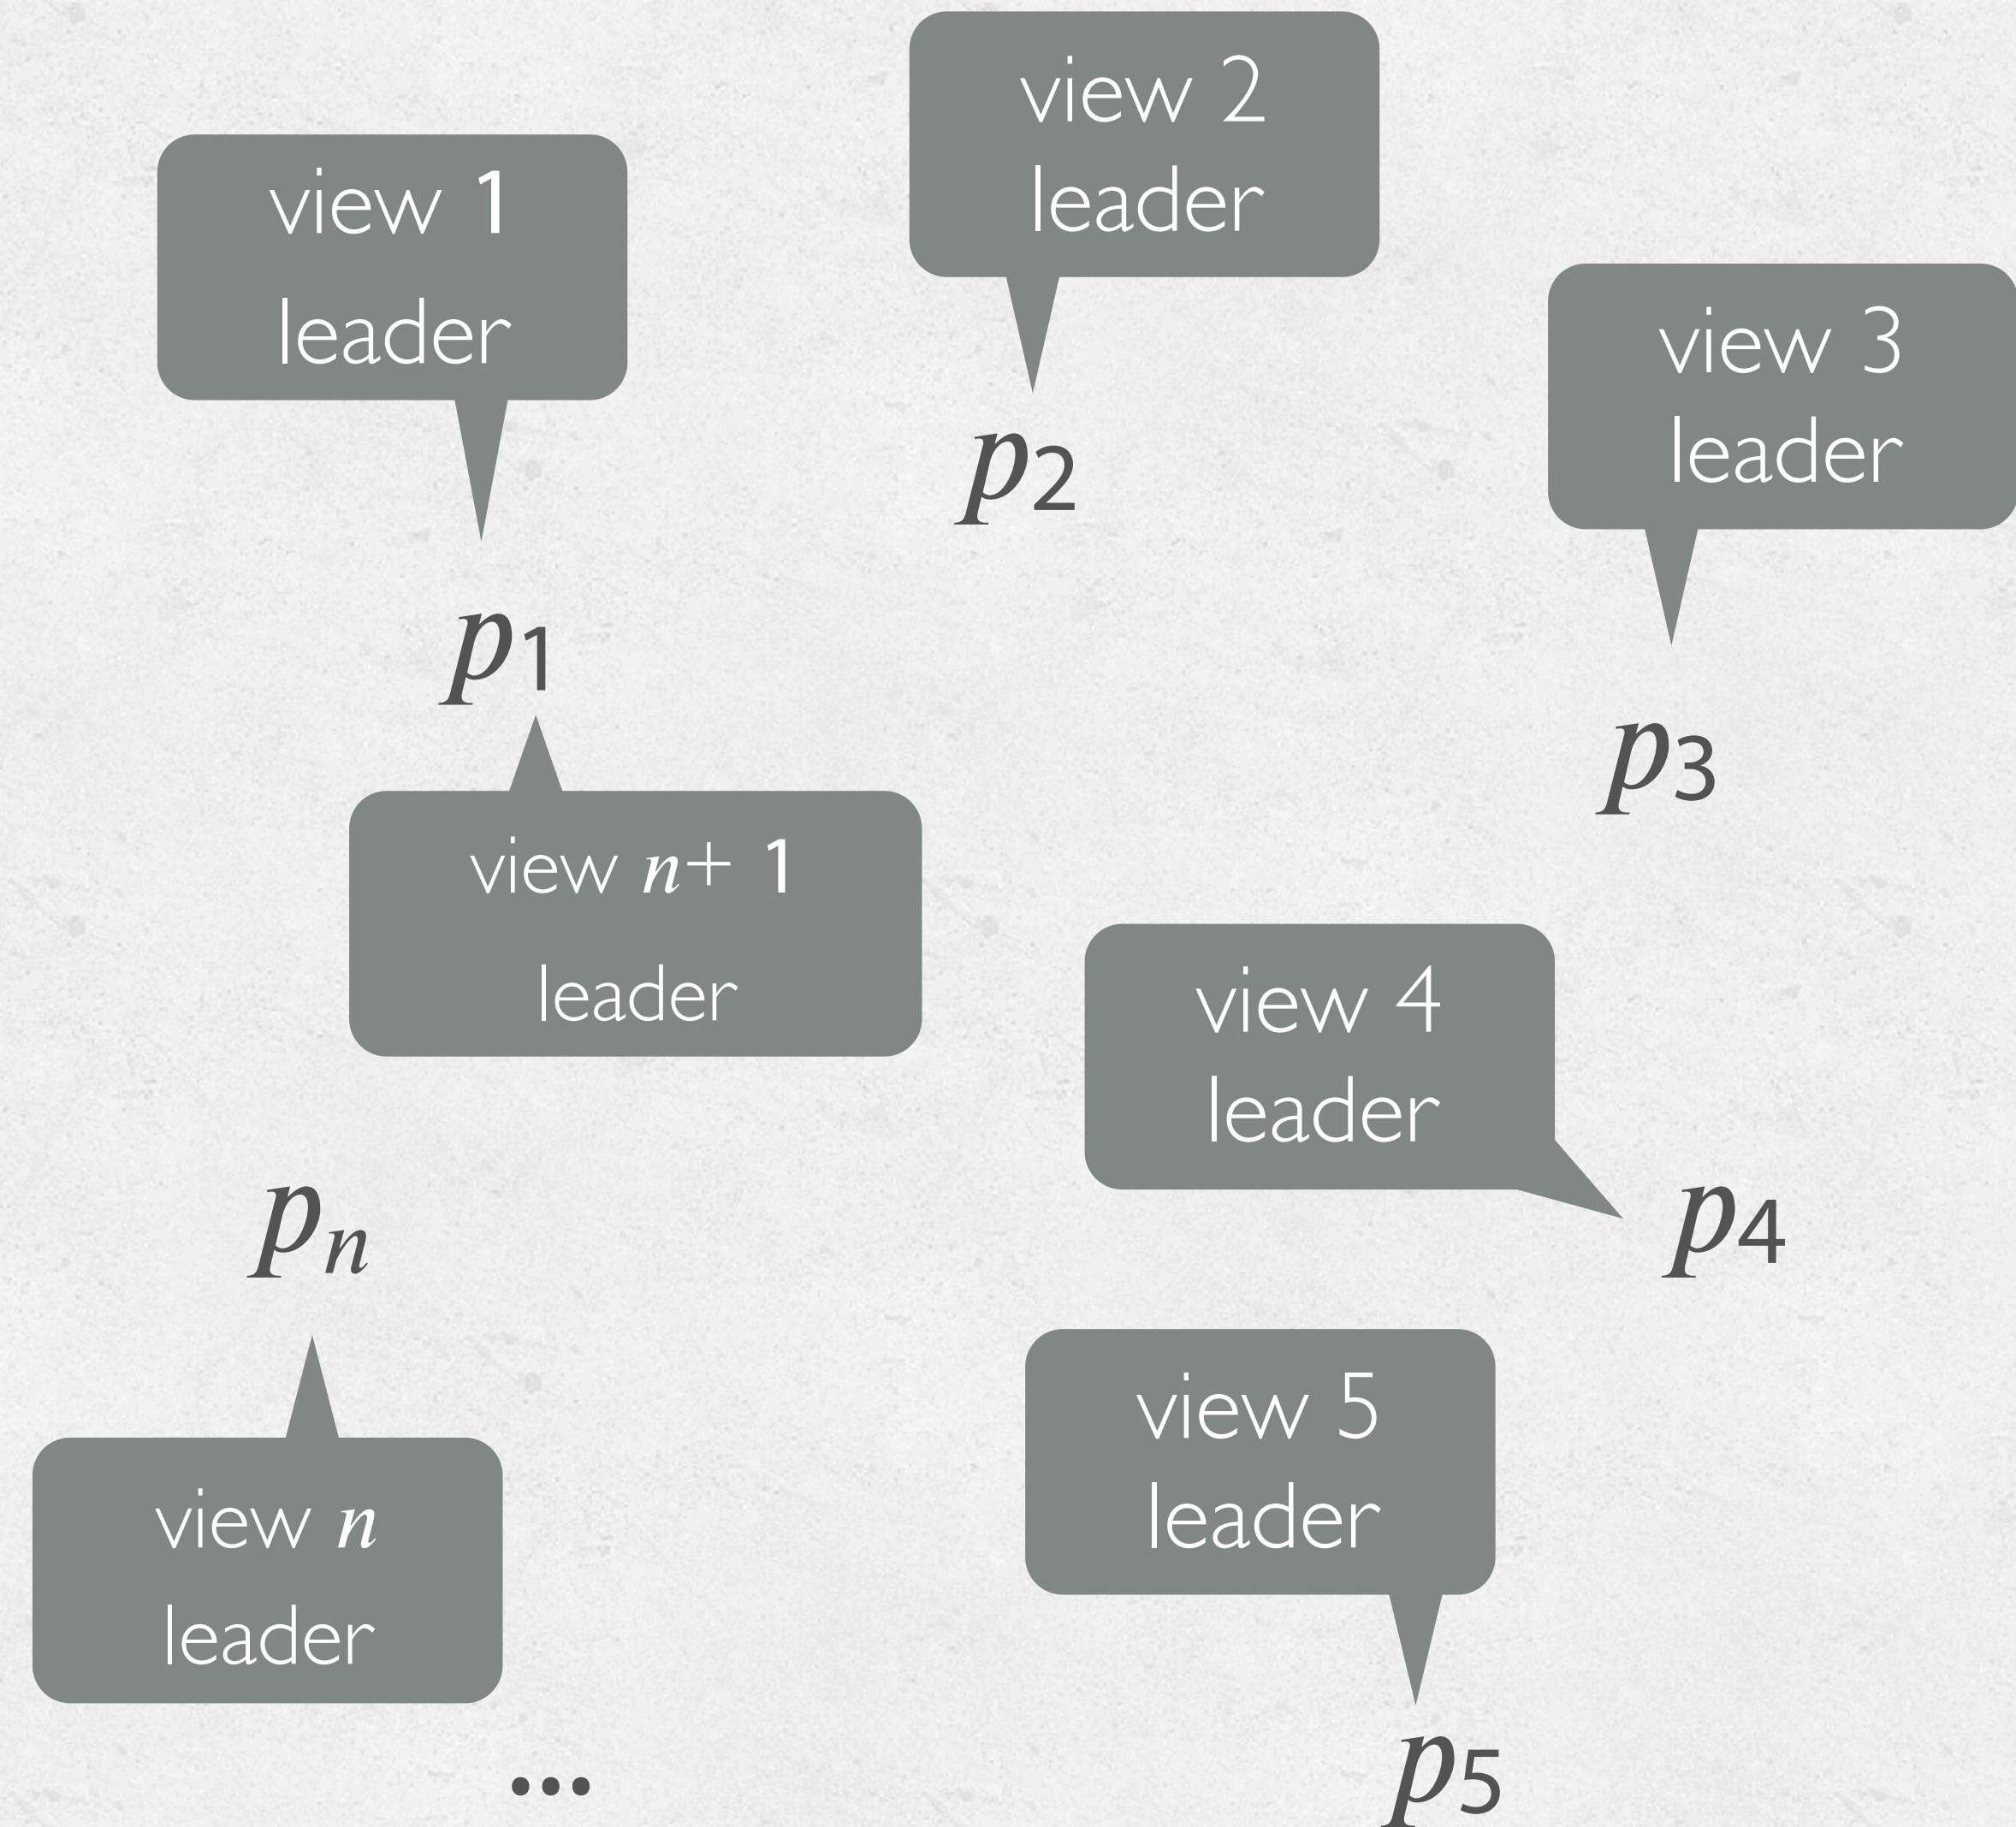 view 1
leader
p1
view 2
leader
p2
view 3
leader
p3
view n+ 1
leader
view 4
leader
p4
pn
view n
leader
view 5
leader
p5
...